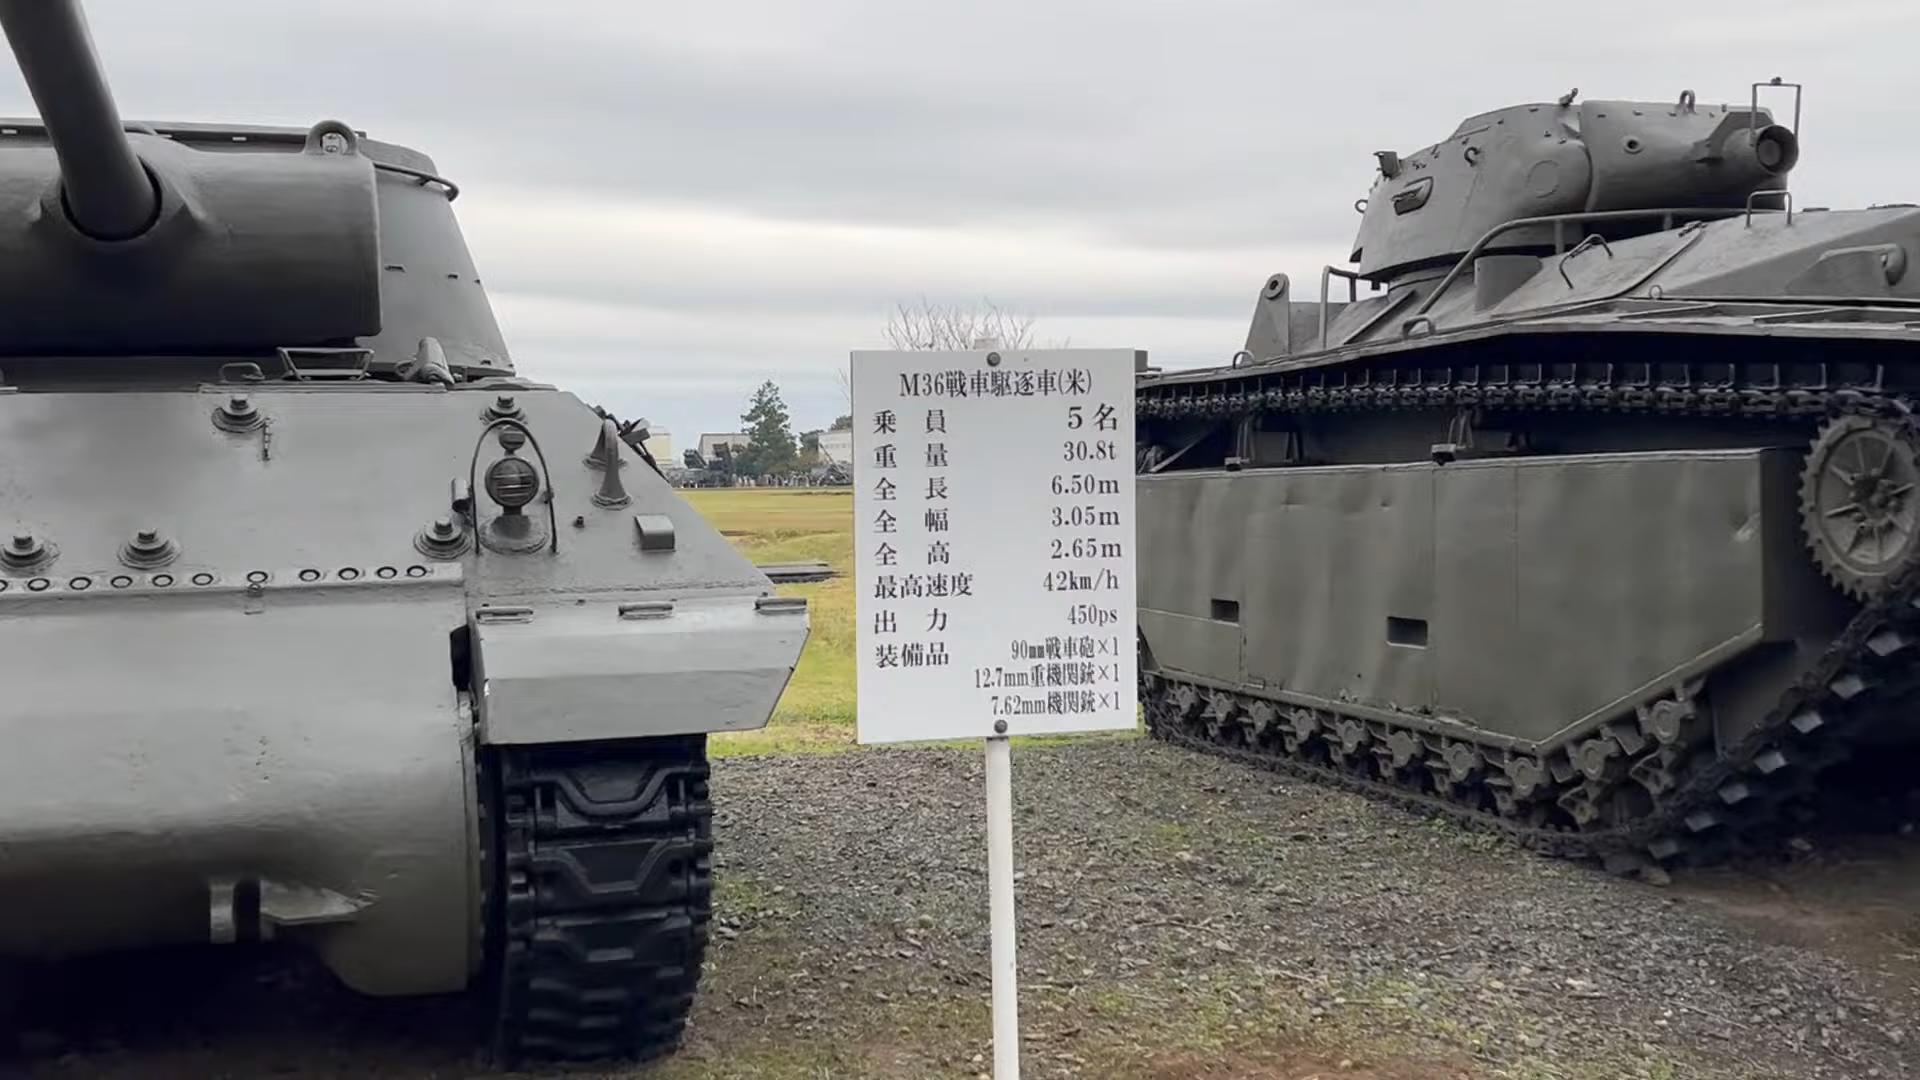 M36戦車駆逐車(米)
乗 員 5名
重 量 30.8t
全 長 6.50m
全 幅 3.05m
全 高 2.65m
最高速度 42km/h
出 力 450ps
装備品 90mm戦車砲×1
12.7mm重機関銃×1
7.62mm機関銃×1